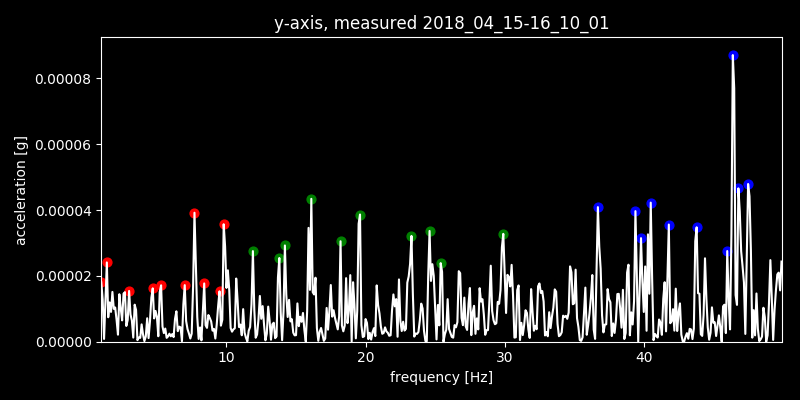 y-axis, measured 2018_04_15-16_10_01
0.00008
0.00006
0.00004
0.00002
0.00000
acceleration [g]
10 20 30 40
frequency [Hz]